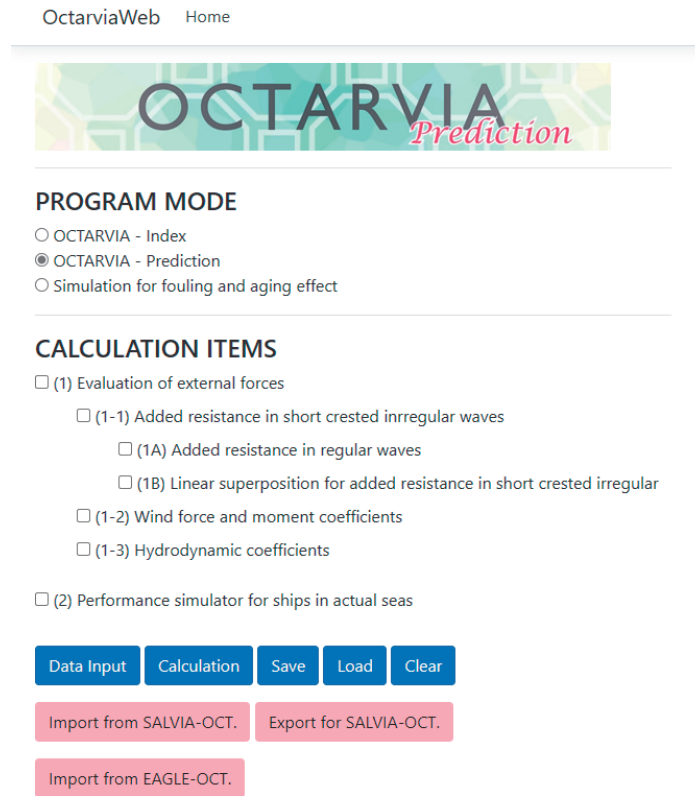 OctarviaWeb Home
OCTARVIA
Prediction
PROGRAM MODE
OCTARVIA - Index
OCTARVIA - Prediction
Simulation for fouling and aging effect
CALCULATION ITEMS
(1) Evaluation of external forces
(1-1) Added resistance in short crested inrregular waves
(1A) Added resistance in regular waves
(1B) Linear superposition for added resistance in short crested irregular
(1-2) Wind force and moment coefficients
(1-3) Hydrodynamic coefficients
(2) Performance simulator for ships in actual seas
Data Input Calculation Save Load Clear
Import from SALVIA-OCT. Export for SALVIA-OCT.
Import from EAGLE-OCT.